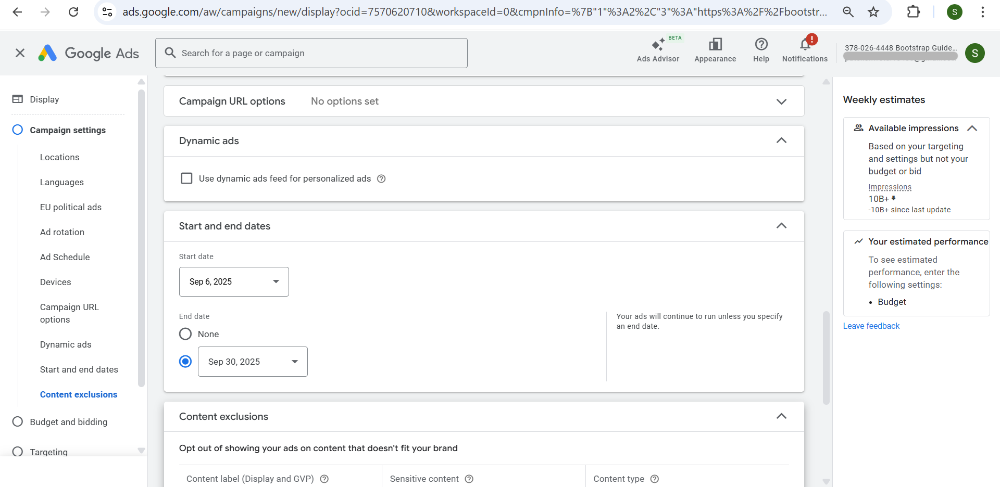 ads.google.com/aw/campaigns/new/display?ocid=7570620710&workspaceId=0&cmpnInfo=%7B"1"%3A2%2C"3"%3A"https%3A%2F%2Fbootstr...
S
Google Ads
Search for a page or campaign
BETA
Ads Advisor
Appearance
Help
!
Notifications
378-026-4448 Bootstrap Guide...
S
Display
Campaign settings
Locations
Languages
EU political ads
Ad rotation
Ad Schedule
Devices
Campaign URL
options
Dynamic ads
Start and end dates
Content exclusions
Budget and bidding
Targeting
Campaign URL options No options set
Dynamic ads
Use dynamic ads feed for personalized ads
Start and end dates
Start date
Sep 6, 2025
End date
None
Sep 30, 2025
Your ads will continue to run unless you specify
an end date.
Content exclusions
Opt out of showing your ads on content that doesn't fit your brand
Content label (Display and GVP) Sensitive content Content type
Weekly estimates
Available impressions
Based on your targeting
and settings but not your
budget or bid
Impressions
10B+
-10B+ since last update
Your estimated performance
To see estimated
performance, enter the
following settings:
• Budget
Leave feedback